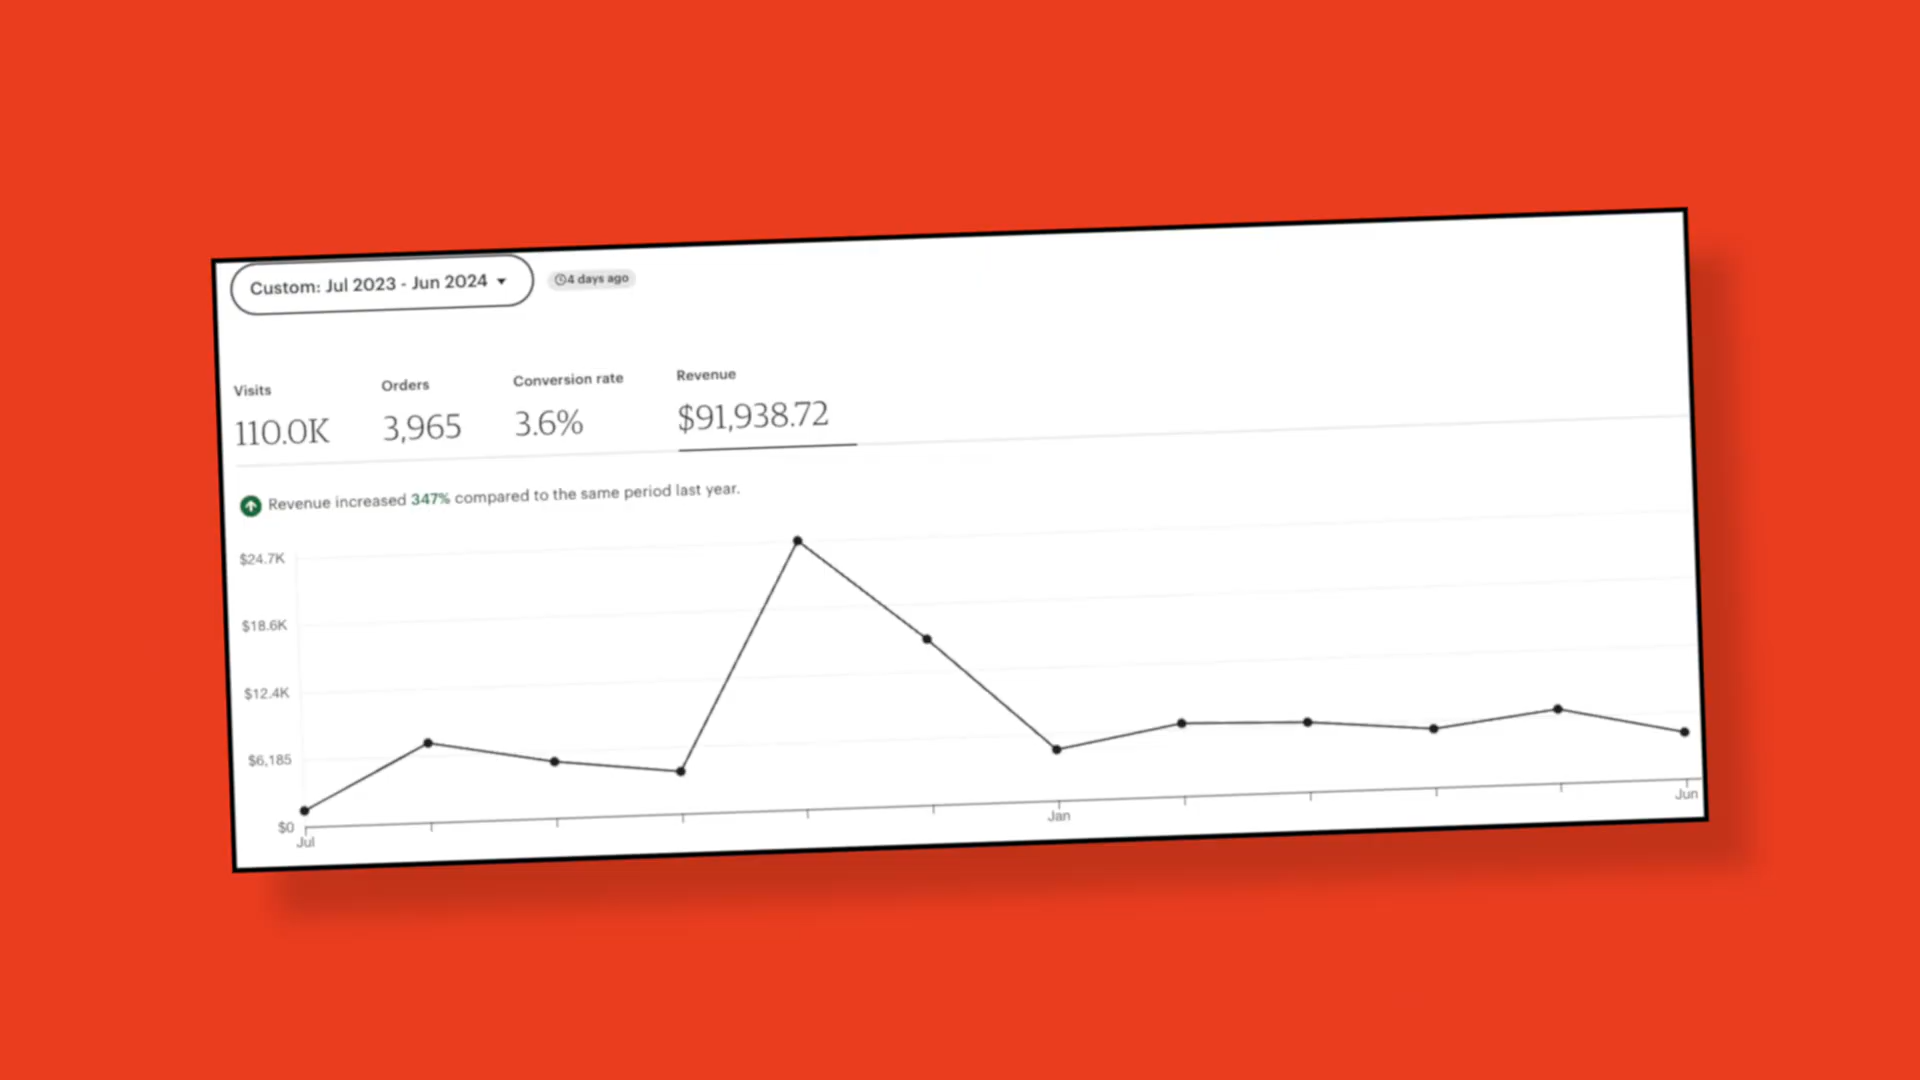 Custom: Jul 2023 - Jun 2024
4 days ago
Visits
110.0K
Orders
3,965
Conversion rate
3.6%
Revenue
$91,938.72
Revenue increased 347% compared to the same period last year.
$24.7K
$18.6K
$12.4K
$6,185
$0
Jul
Jan
Jun